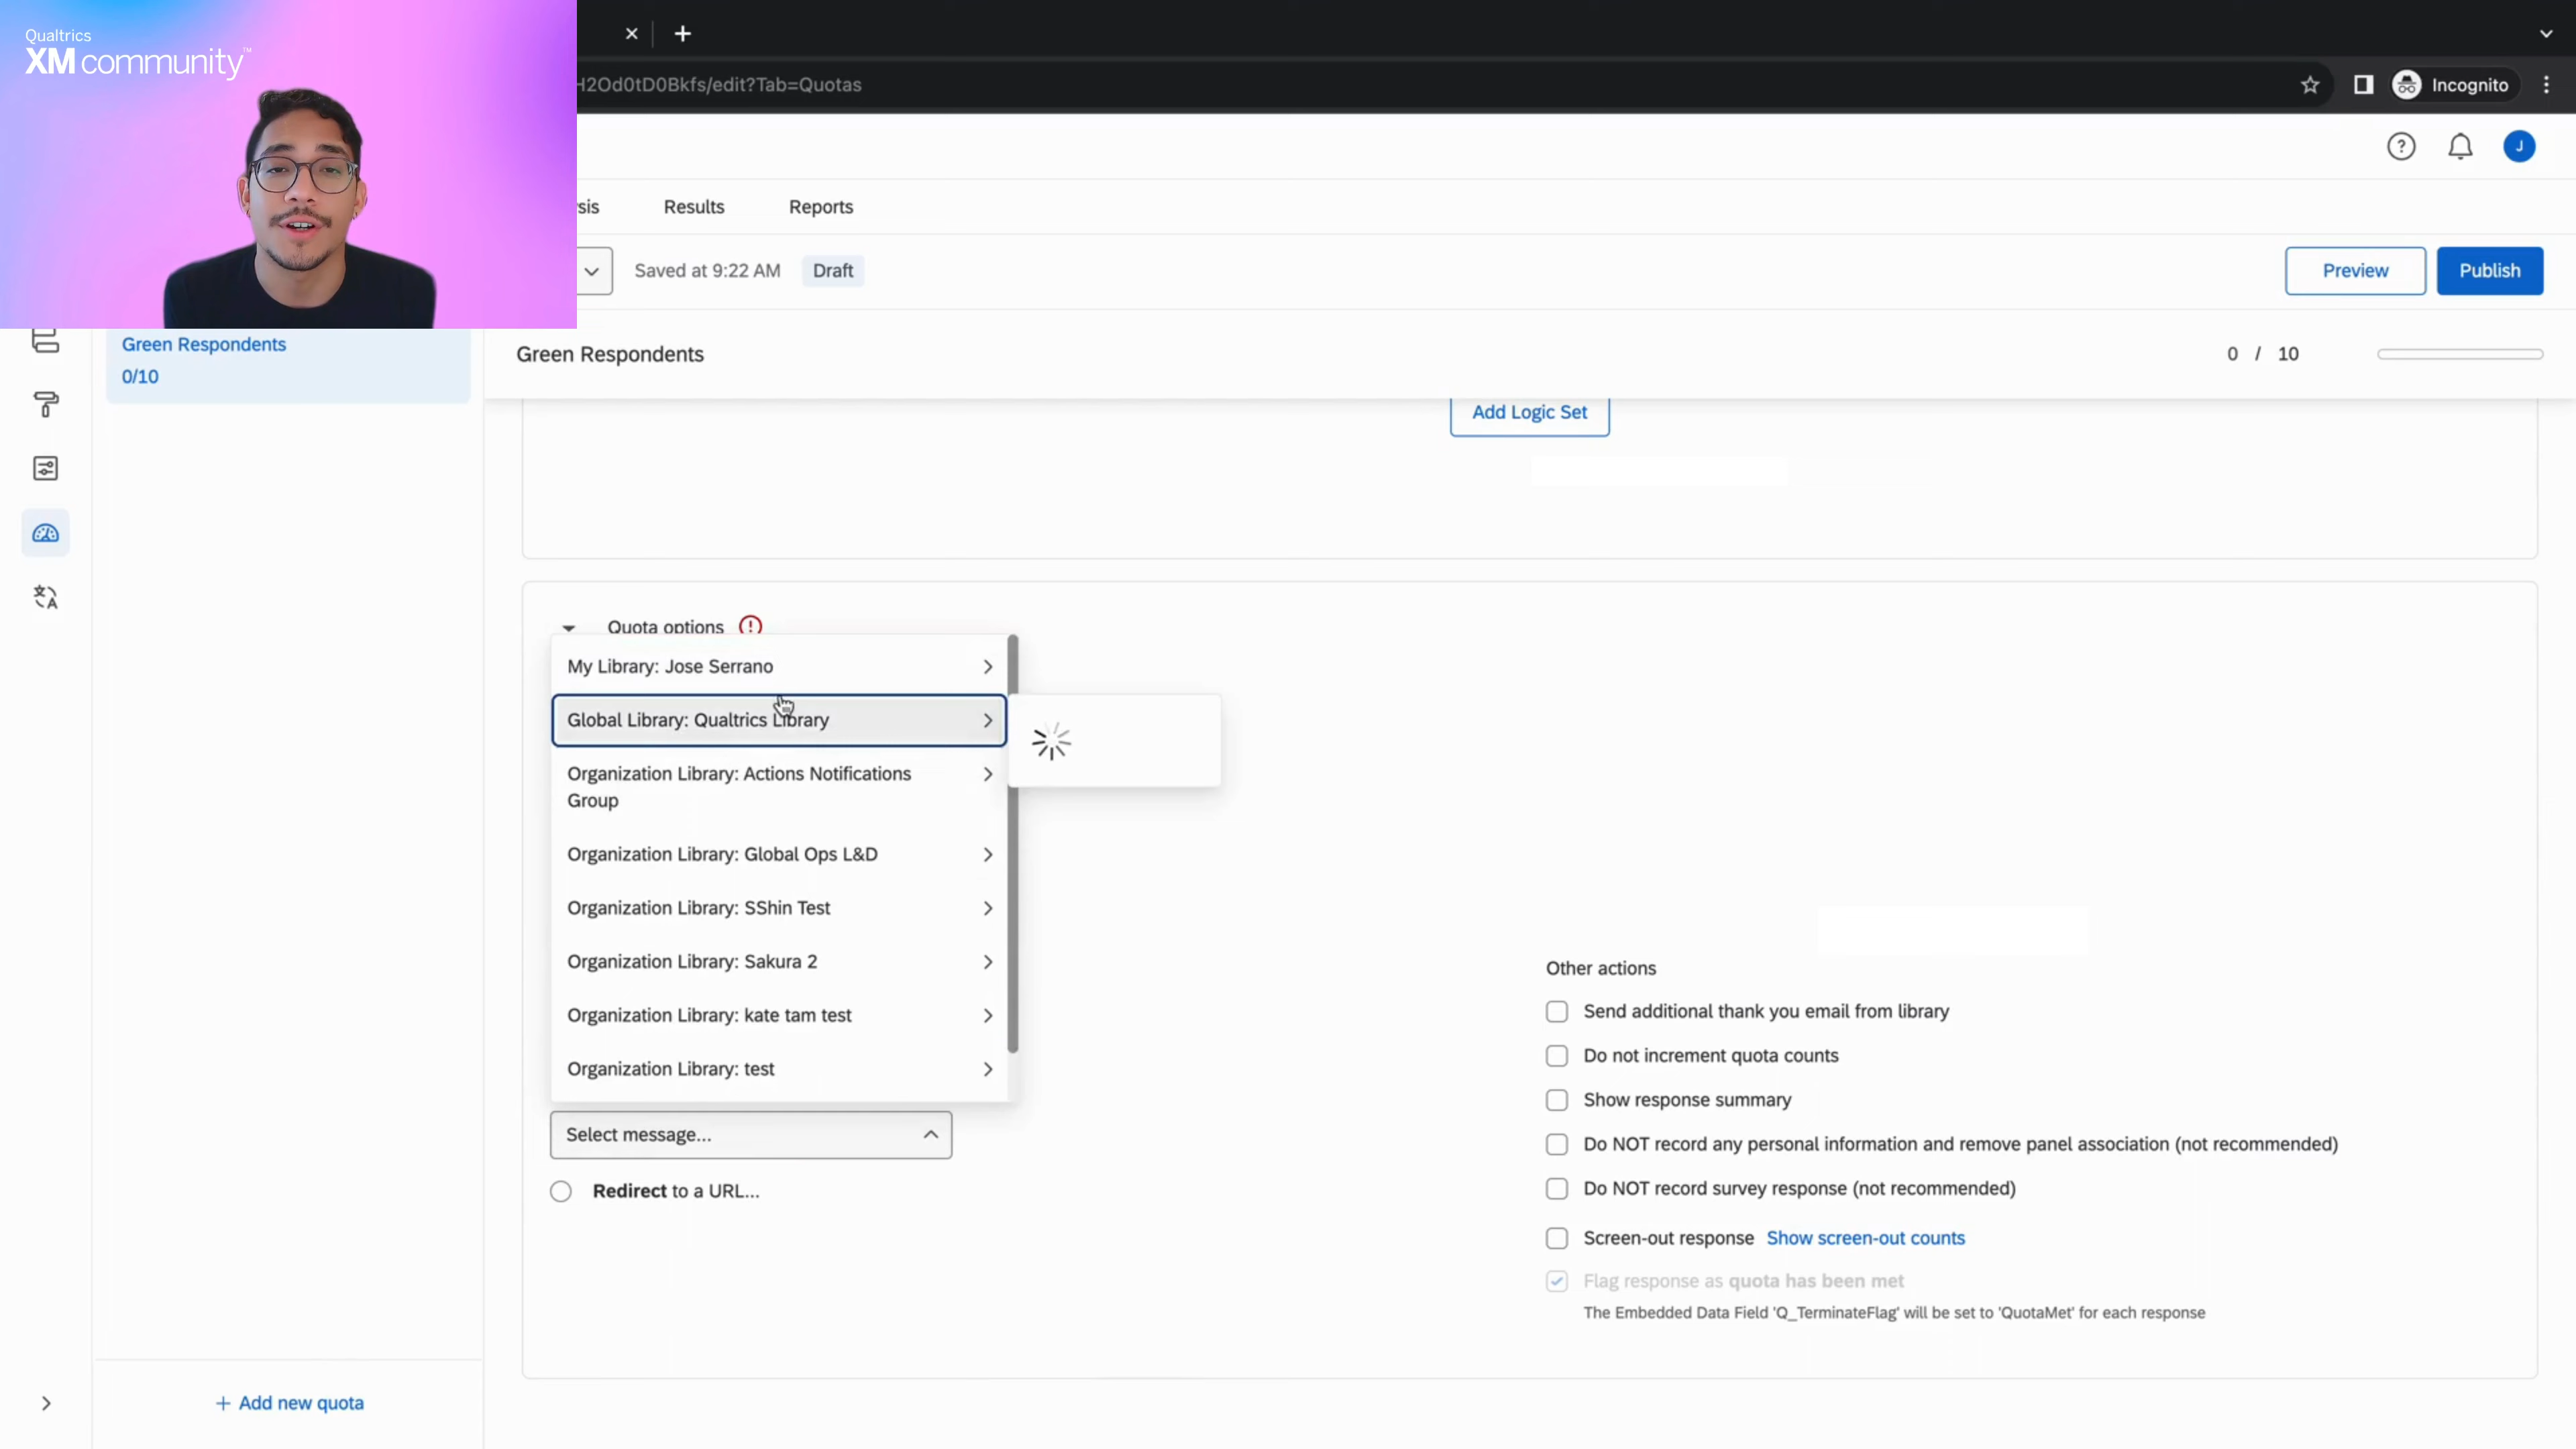 Qualtrics
XM community™
H2Od0tD0Bkfs/edit?Tab=Quotas
Incognito
J
sis
Results
Reports
Saved at 9:22 AM
Draft
Preview
Publish
Green Respondents
0/10
Green Respondents
0 / 10
Add Logic Set
Quota options
My Library: Jose Serrano
Global Library: Qualtrics Library
Organization Library: Actions Notifications
Group
Organization Library: Global Ops L&D
Organization Library: SShin Test
Organization Library: Sakura 2
Organization Library: kate tam test
Organization Library: test
Select message...
Redirect to a URL...
Other actions
Send additional thank you email from library
Do not increment quota counts
Show response summary
Do NOT record any personal information and remove panel association (not recommended)
Do NOT record survey response (not recommended)
Screen-out response Show screen-out counts
Flag response as quota has been met
The Embedded Data Field 'Q_TerminateFlag' will be set to 'QuotaMet' for each response
+ Add new quota